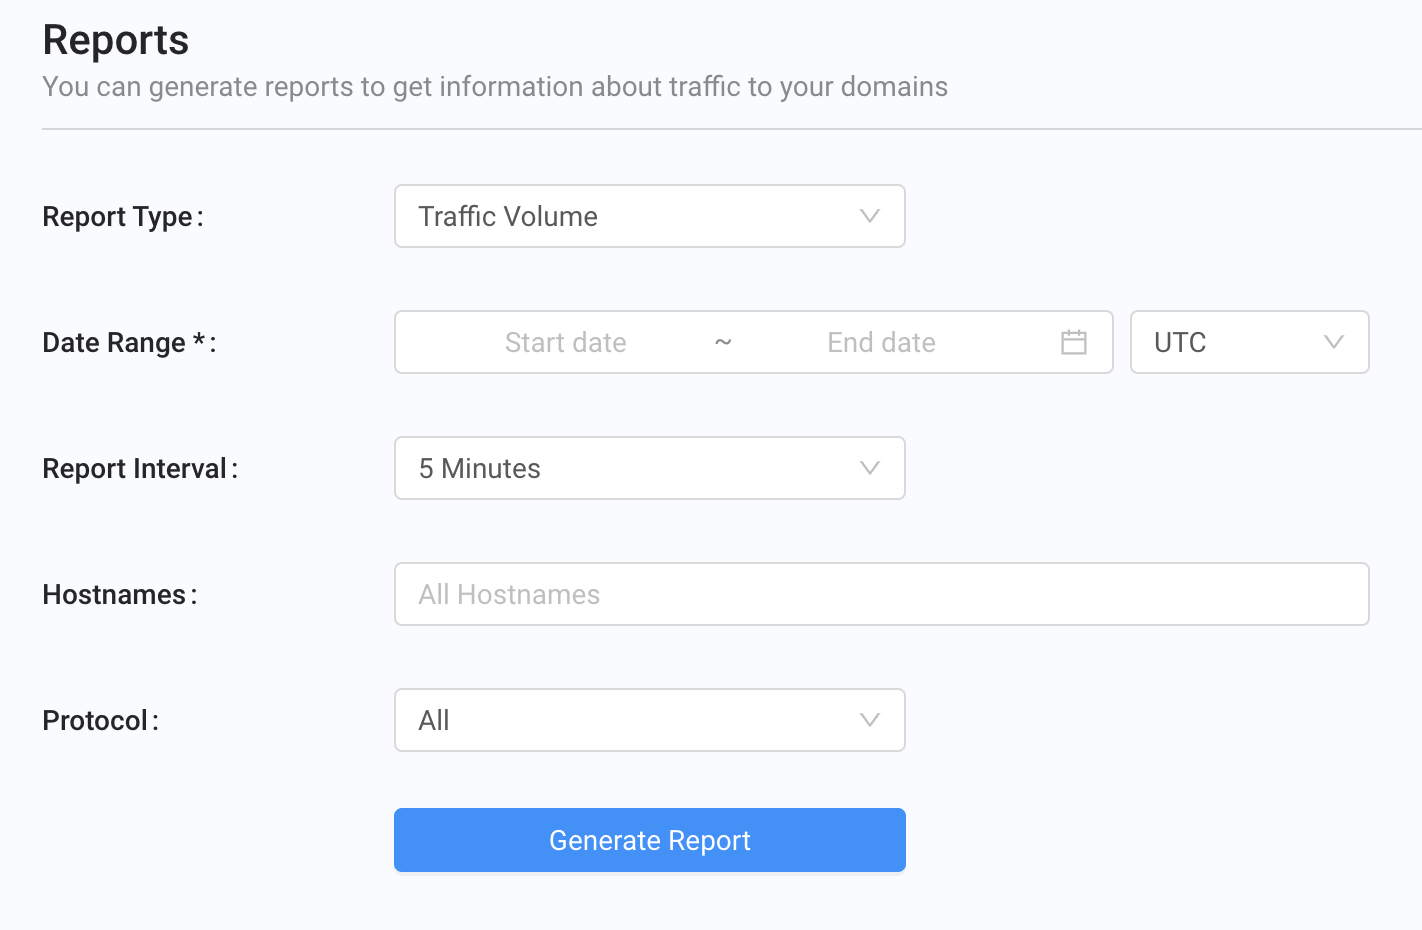 Reports
You can generate reports to get information about traffic to your domains
Report Type: Traffic Volume
Date Range *: Start date ~ End date UTC
Report Interval: 5 Minutes
Hostnames: All Hostnames
Protocol: All
Generate Report